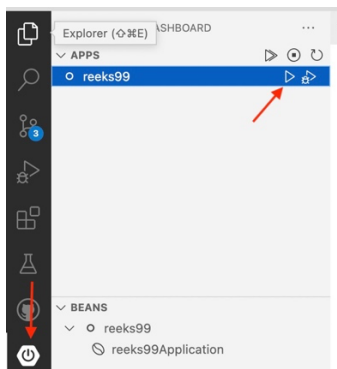 Explorer (⇧⌘E)
ASHBOARD
...
APPS
reeks99
3
BEANS
reeks99
reeks99Application